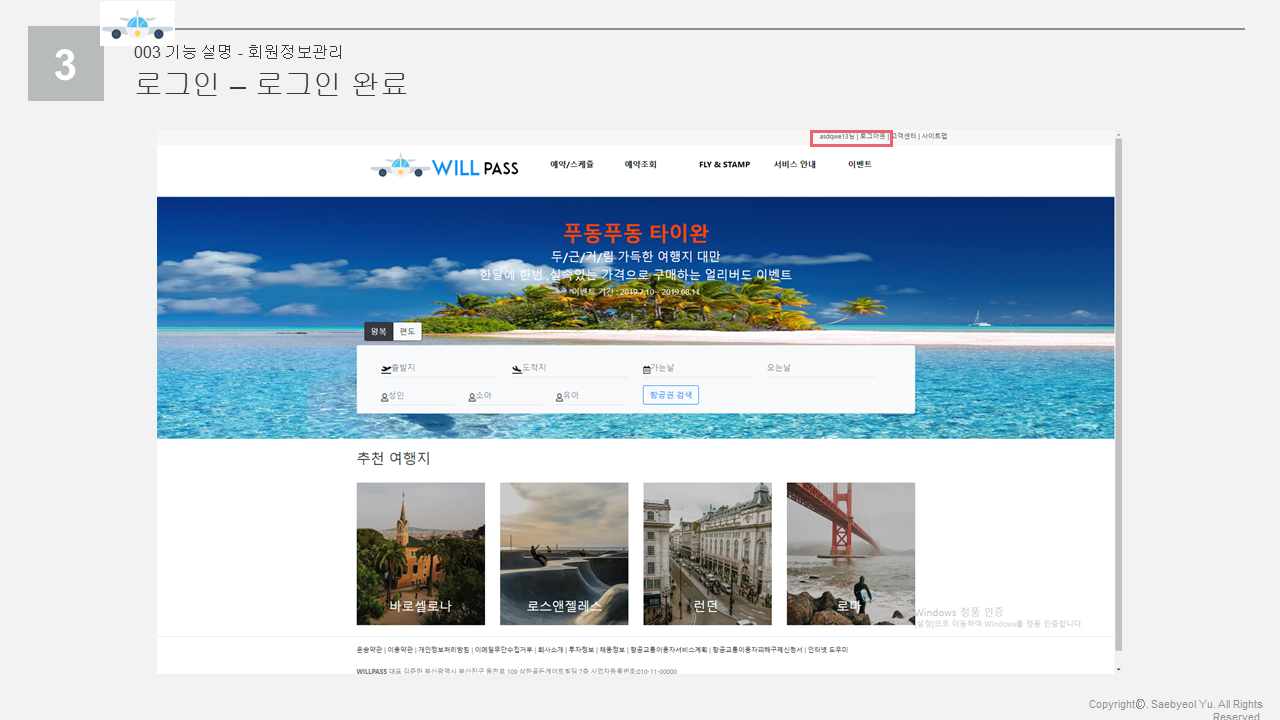 3
003 기능 설명 - 회원정보관리
로그인 – 로그인 완료
asdqwe13님 | 로그아웃 | 고객센터 | 사이트맵
WILL PASS
예약/스케쥴 예약조회 FLY & STAMP 서비스 안내 이벤트
푸동푸동 타이완
두/근/거/림 가득한 여행지 대만
한달에 한번, 실속있는 가격으로 구매하는 얼리버드 이벤트
이벤트 기간 : 2019.7.10 - 2019.08.11
왕복 편도
출발지 도착지 가는날 오는날
성인 소아 유아 항공권 검색
추천 여행지
바로셀로나 로스앤젤레스 런던 로마
Windows 정품 인증
[설정]으로 이동하여 Windows를 정품 인증합니다.
운송약관 | 이용약관 | 개인정보처리방침 | 이메일무단수집거부 | 회사소개 | 투자정보 | 채용정보 | 항공교통이용자서비스계획 | 항공교통이용자피해구제신청서 | 인터넷 도우미
WILLPASS 대표 김준한 부산광역시 부산진구 동천로 109 삼한골든게이트빌딩 7층 사업자등록번호:010-11-00000
Copyright©. Saebyeol Yu. All Rights
Reserved.